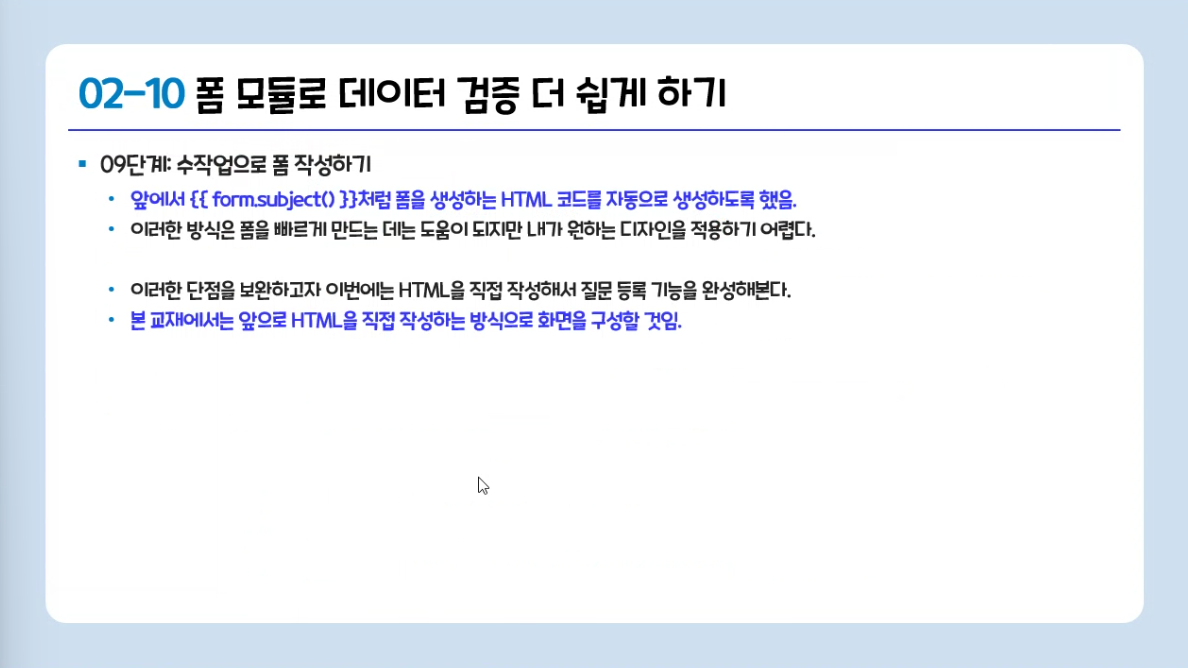 02-10 폼 모듈로 데이터 검증 더 쉽게 하기
09단계: 수작업으로 폼 작성하기
앞에서 {{ form.subject() }}처럼 폼을 생성하는 HTML 코드를 자동으로 생성하도록 했음.
이러한 방식은 폼을 빠르게 만드는 데는 도움이 되지만 내가 원하는 디자인을 적용하기 어렵다.
이러한 단점을 보완하고자 이번에는 HTML을 직접 작성해서 질문 등록 기능을 완성해본다.
본 교재에서는 앞으로 HTML을 직접 작성하는 방식으로 화면을 구성할 것임.